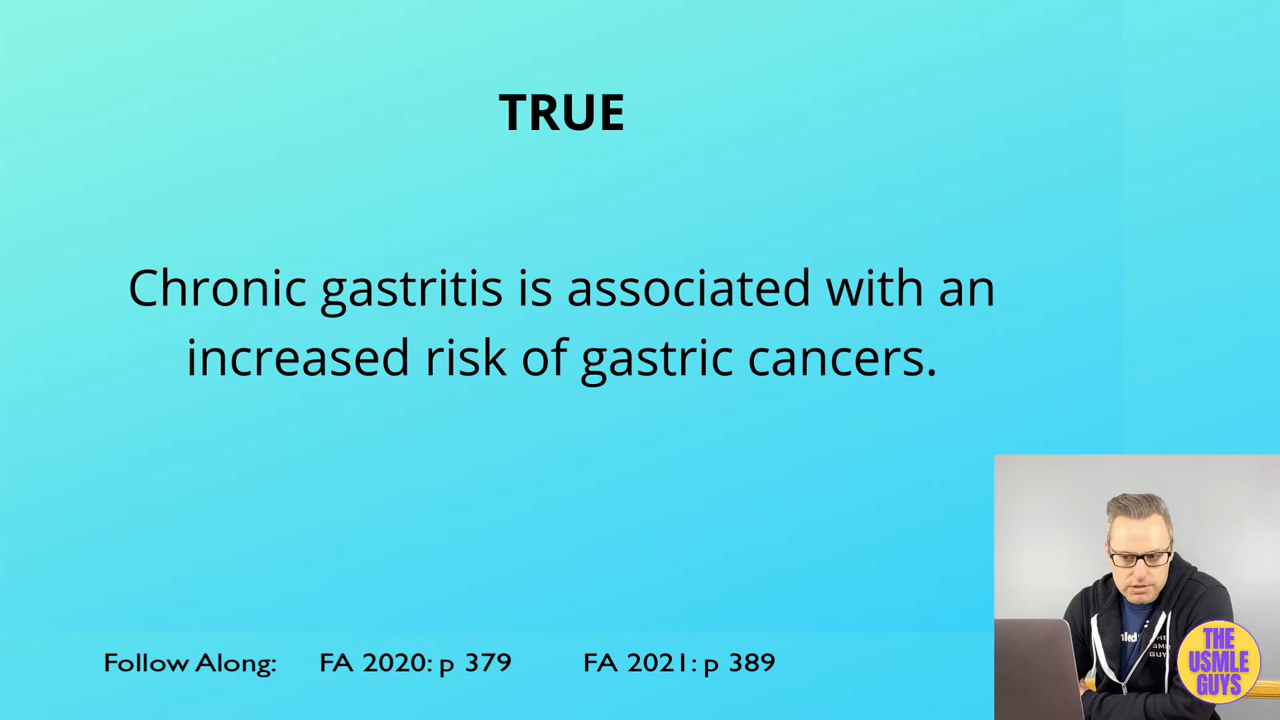 TRUE
Chronic gastritis is associated with an
increased risk of gastric cancers.
Follow Along: FA 2020: p 379 FA 2021: p 389
THE
USMLE
GUYS